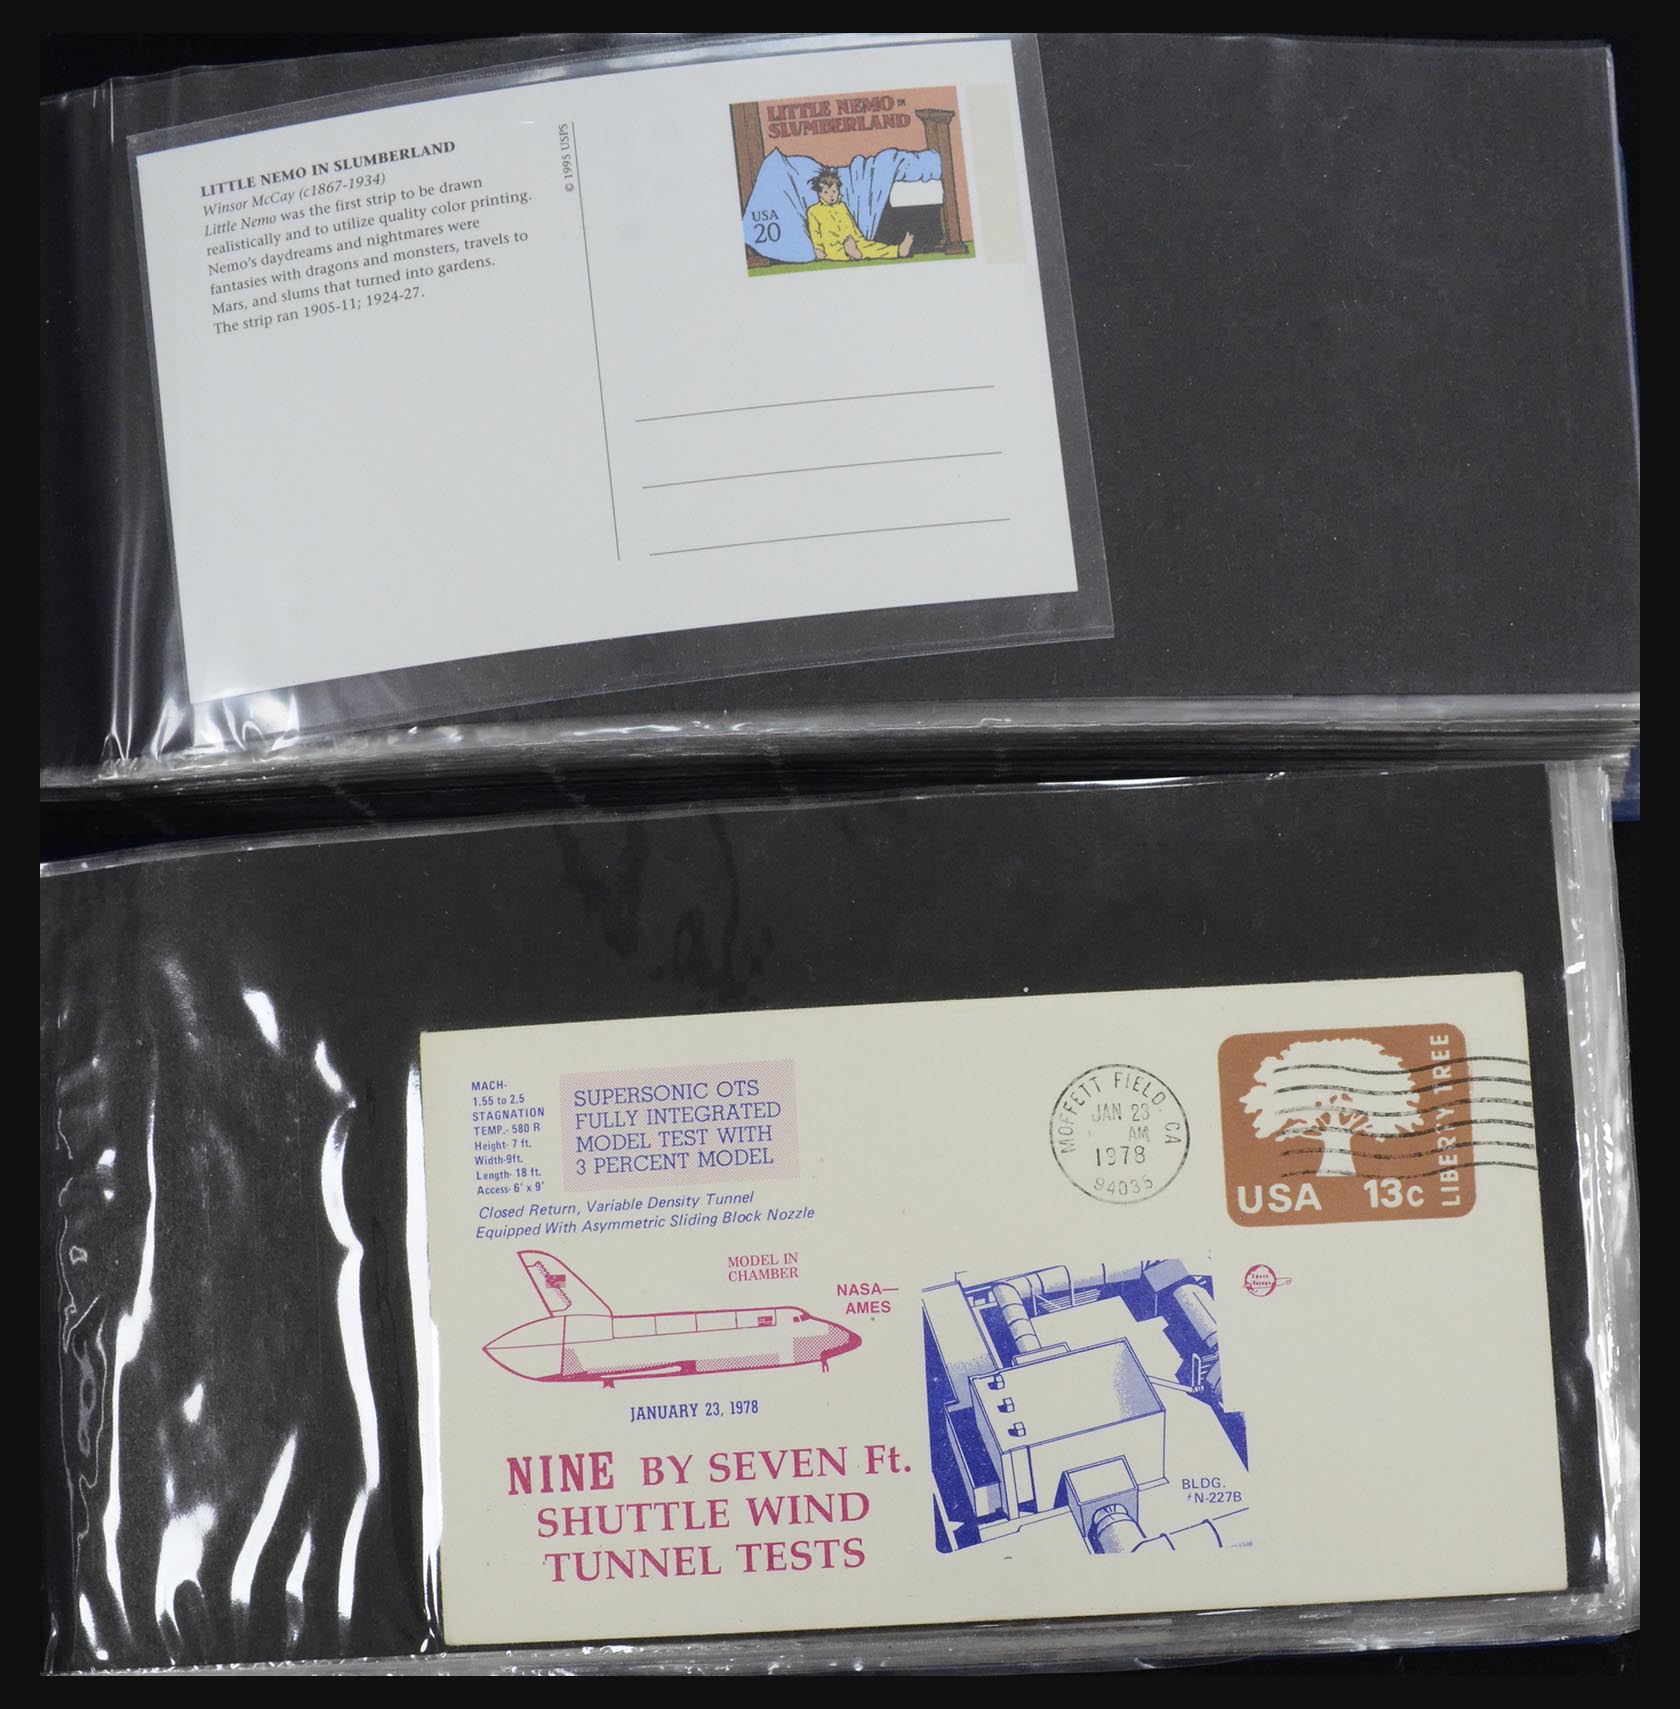 LITTLE NEMO IN SLUMBERLAND
Winsor McCay (c1867-1934)
Little Nemo was the first strip to be drawn
realistically and to utilize quality color printing.
Nemo's daydreams and nightmares were
fantasies with dragons and monsters, travels to
Mars, and slums that turned into gardens.
The strip ran 1905-11; 1924-27.
© 1995 USPS
LITTLE NEMO IN
SLUMBERLAND
USA
20
MACH-
1.55 to 2.5
STAGNATION
TEMP.- 580 R
Height- 7 ft.
Width-9ft.
Length- 18 ft.
Access- 6' x 9'
SUPERSONIC OTS
FULLY INTEGRATED
MODEL TEST WITH
3 PERCENT MODEL
Closed Return, Variable Density Tunnel
Equipped With Asymmetric Sliding Block Nozzle
MODEL IN
CHAMBER
NASA—
AMES
JANUARY 23, 1978
NINE BY SEVEN Ft.
SHUTTLE WIND
TUNNEL TESTS
MOFFETT FIELD, CA
JAN 23
AM
1978
94035
LIBERTY TREE
USA 13c
Space
Voyage
BLDG.
N-227B